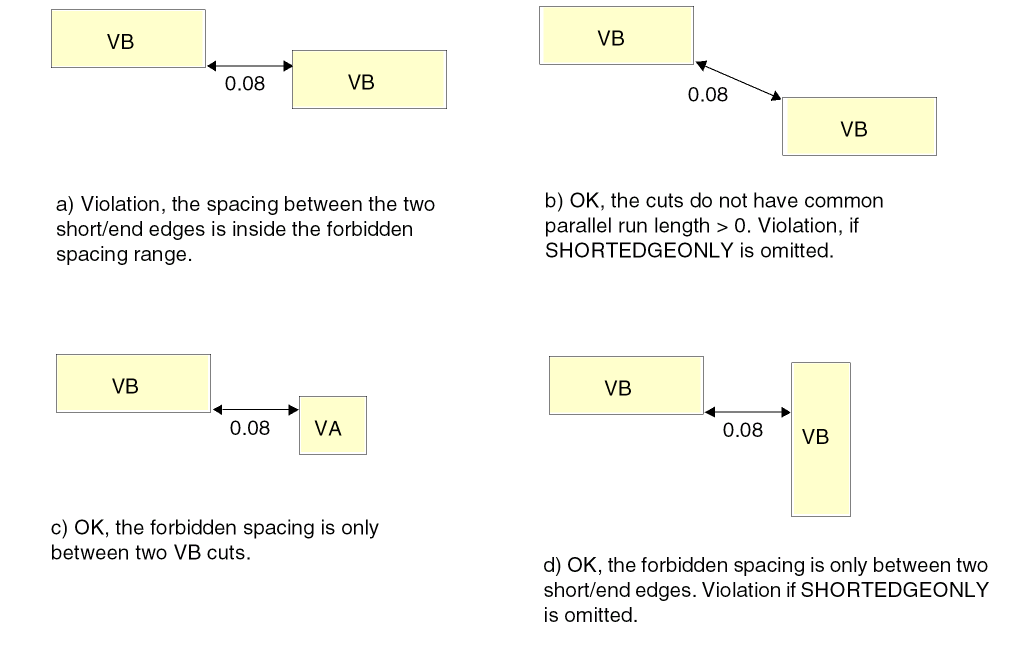 VB
0.08
VB
a) Violation, the spacing between the two
short/end edges is inside the forbidden
spacing range.
VB
0.08
VB
b) OK, the cuts do not have common
parallel run length > 0. Violation, if
SHORTEDGEONLY is omitted.
VB
0.08
VA
c) OK, the forbidden spacing is only
between two VB cuts.
VB
0.08
VB
d) OK, the forbidden spacing is only between two
short/end edges. Violation if SHORTEDGEONLY
is omitted.